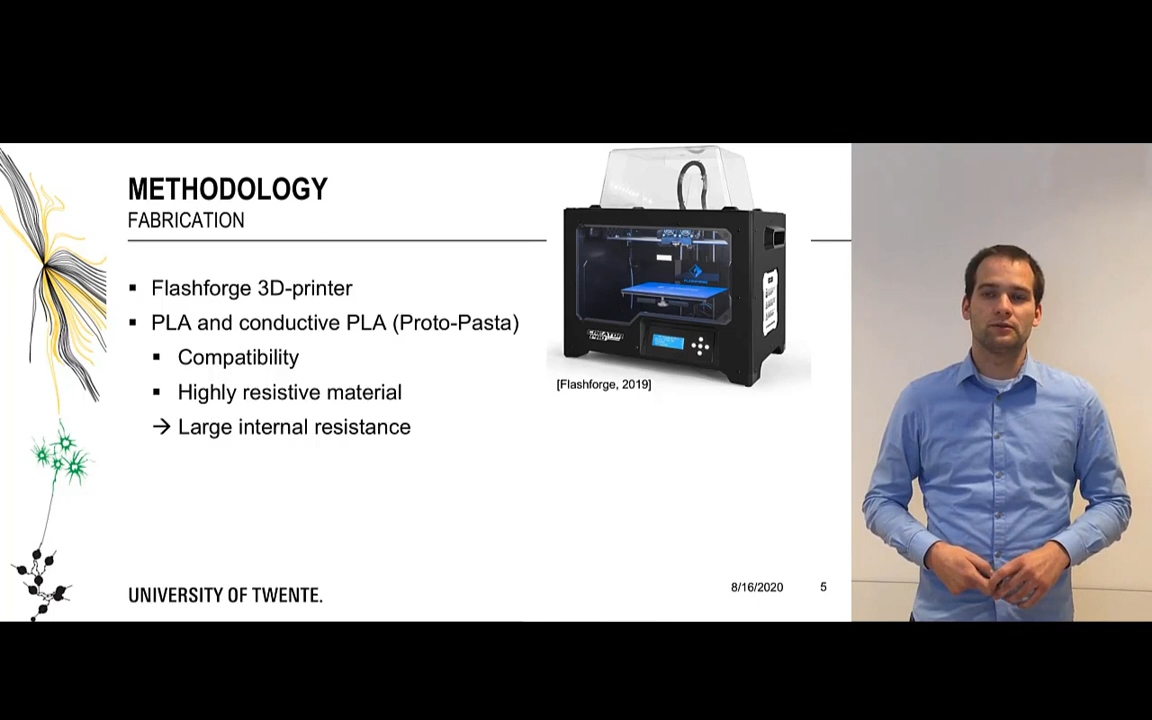 METHODOLOGY
FABRICATION
▪ Flashforge 3D-printer
▪ PLA and conductive PLA (Proto-Pasta)
▪ Compatibility
▪ Highly resistive material
→ Large internal resistance
[Flashforge, 2019]
UNIVERSITY OF TWENTE.
8/16/2020
5